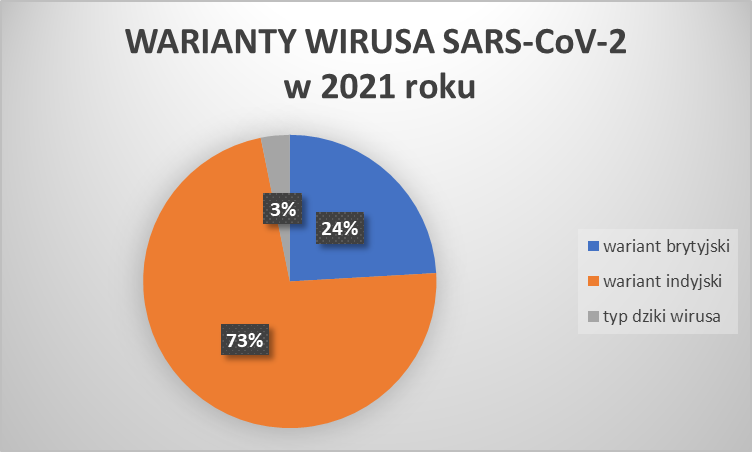 WARIANTY WIRUSA SARS-CoV-2
w 2021 roku
3%
24%
73%
wariant brytyjski
wariant indyjski
typ dziki wirusa